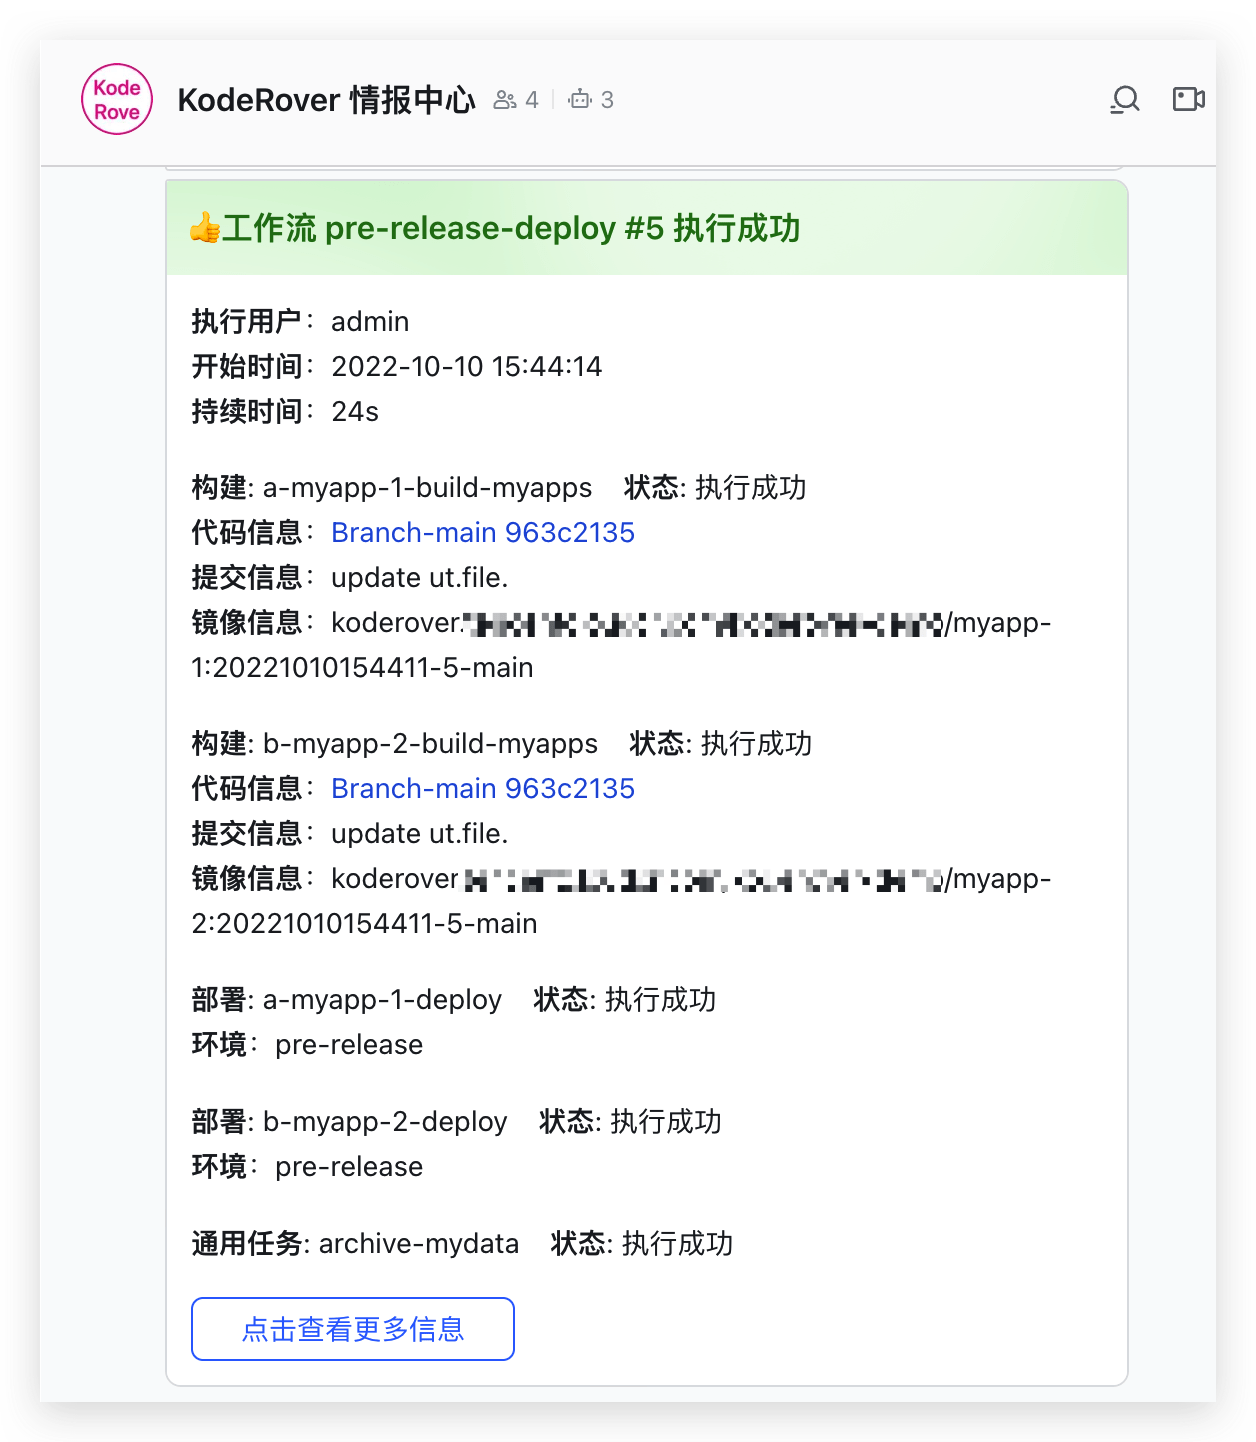 Kode
Rove
KodeRover 情报中心 4 3
👍工作流 pre-release-deploy #5 执行成功
执行用户： admin
开始时间： 2022-10-10 15:44:14
持续时间： 24s
构建: a-myapp-1-build-myapps 状态: 执行成功
代码信息： Branch-main 963c2135
提交信息： update ut.file.
镜像信息： koderover. /myapp-
1:20221010154411-5-main
构建: b-myapp-2-build-myapps 状态: 执行成功
代码信息： Branch-main 963c2135
提交信息： update ut.file.
镜像信息： koderover /myapp-
2:20221010154411-5-main
部署: a-myapp-1-deploy 状态: 执行成功
环境： pre-release
部署: b-myapp-2-deploy 状态: 执行成功
环境： pre-release
通用任务: archive-mydata 状态: 执行成功
点击查看更多信息